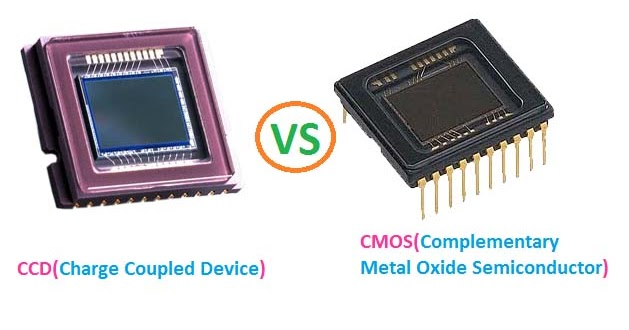 VS
CCD(Charge Coupled Device)
CMOS(Complementary
Metal Oxide Semiconductor)